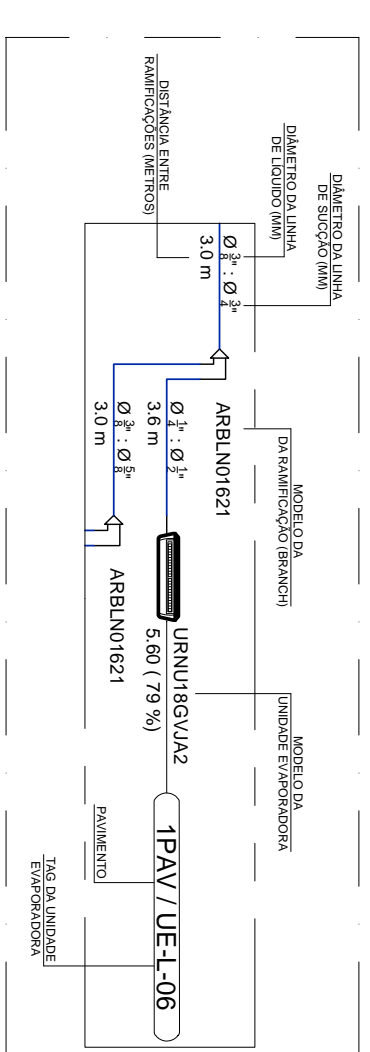 DIÂMETRO DA LINHA
DE SUCÇÃO (MM)
DIÂMETRO DA LINHA
DE LÍQUIDO (MM)
DISTÂNCIA ENTRE
RAMIFICAÇÕES (METROS)
MODELO DA
DA RAMIFICAÇÃO (BRANCH)
MODELO DA
UNIDADE EVAPORADORA
Ø 3/8" : Ø 3/4"
3.0 m
ARBLN01621
Ø 1/4" : Ø 1/2"
3.6 m
URNU18GVJA2
5.60 ( 79 %)
Ø 3/8" : Ø 5/8"
3.0 m
ARBLN01621
1PAV / UE-L-06
PAVIMENTO
TAG DA UNIDADE
EVAPORADORA